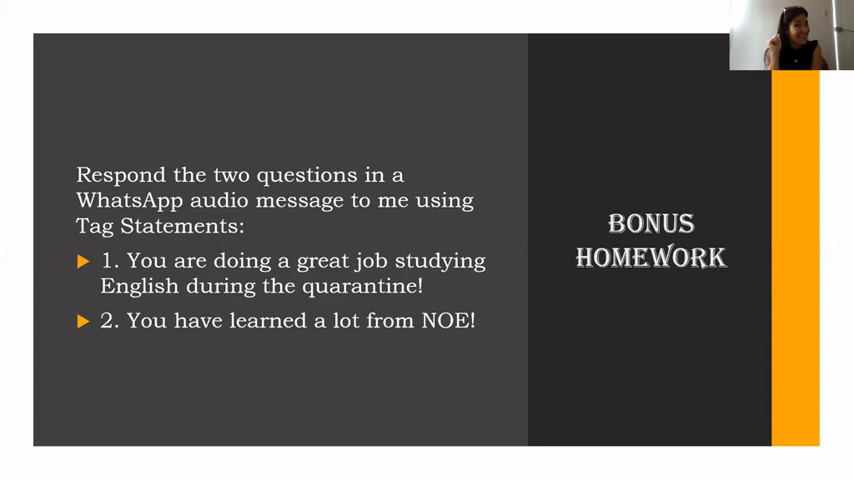 Respond the two questions in a
WhatsApp audio message to me using
Tag Statements:
1. You are doing a great job studying
English during the quarantine!
2. You have learned a lot from NOE!
BONUS
HOMEWORK